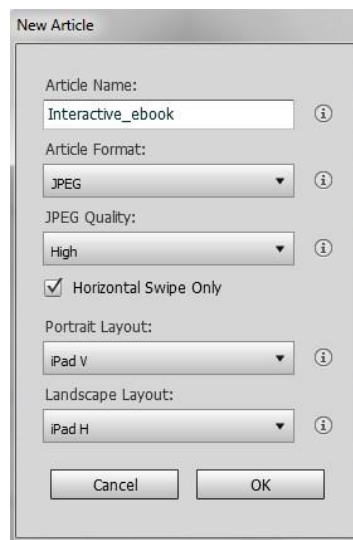 New Article
Article Name:
Interactive_ebook
Article Format:
JPEG
JPEG Quality:
High
Horizontal Swipe Only
Portrait Layout:
iPad V
Landscape Layout:
iPad H
Cancel OK